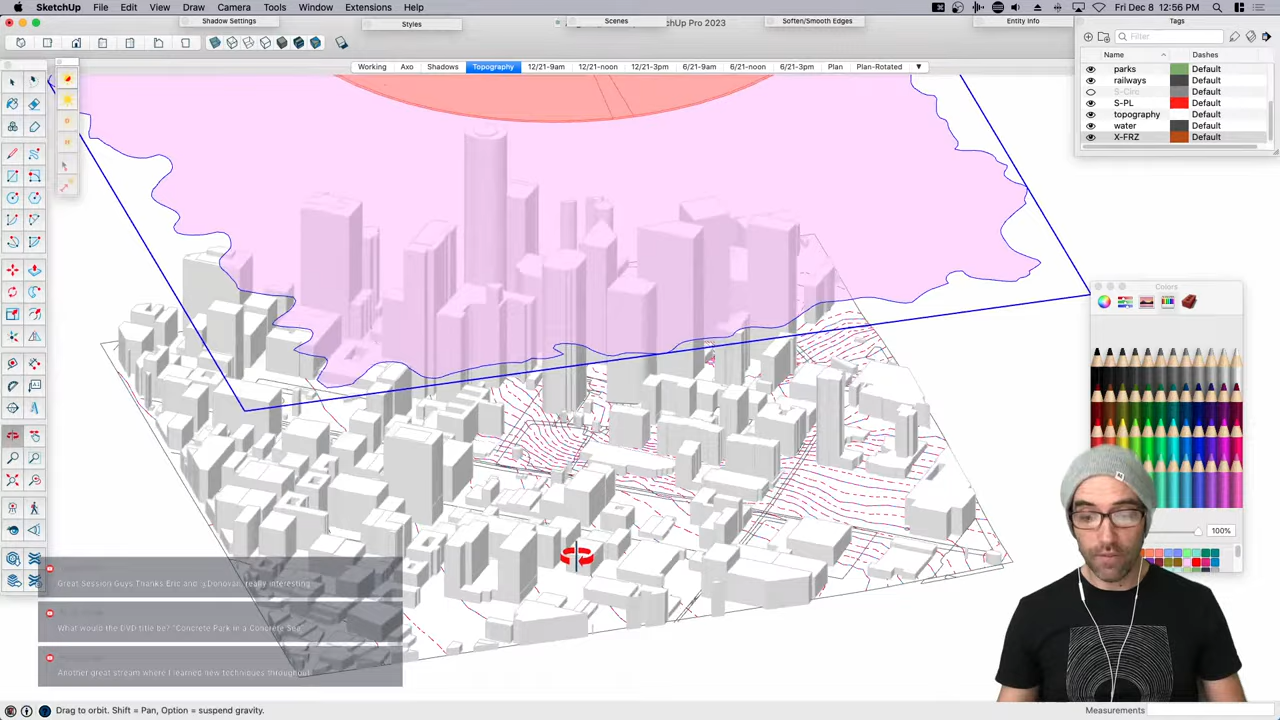 SketchUp File Edit View Draw Camera Tools Window Extensions Help
Fri Dec 8 12:56 PM
Shadow Settings
Styles
Scenes
chUp Pro 2023
Soften/Smooth Edges
Entity Info
Tags
Filter
Name Dashes
Working Axo Shadows Topography 12/21-9am 12/21-noon 12/21-3pm 6/21-9am 6/21-noon 6/21-3pm Plan Plan-Rotated
parks Default
railways Default
S-Circ Default
S-PL Default
topography Default
water Default
X-FRZ Default
Colors
100%
Great Session Guys Thanks Eric and @Donovan, really interesting
What would the DVD title be? "Concrete Park in a Concrete Sea"
Another great stream where I learned new techniques throughout
Drag to orbit. Shift = Pan, Option = suspend gravity.
Measurements